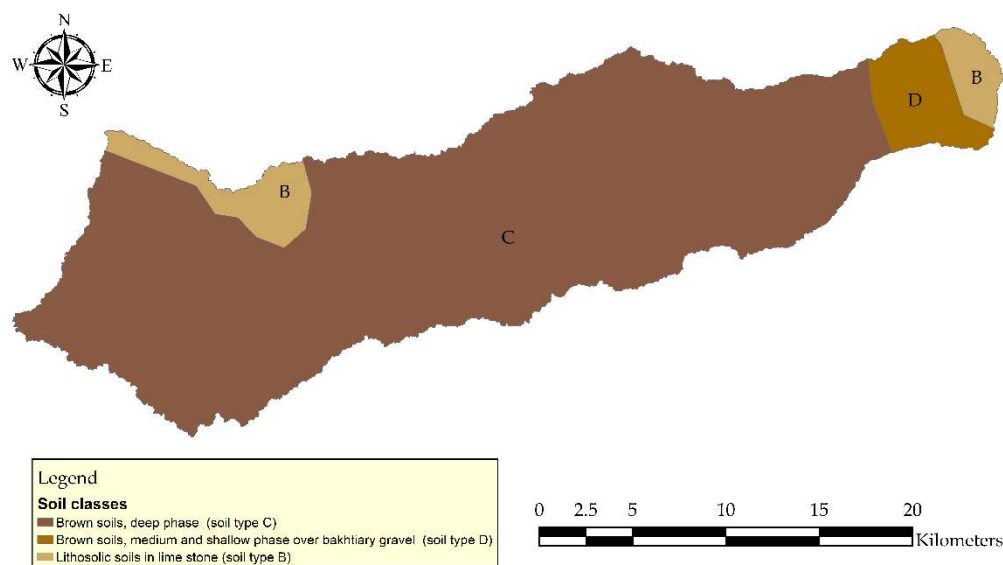 N
W E
S
B
D
B
C
Legend
Soil classes
Brown soils, deep phase (soil type C)
Brown soils, medium and shallow phase over bakhtiary gravel (soil type D)
Lithosolic soils in lime stone (soil type B)
0 2.5 5 10 15 20
Kilometers